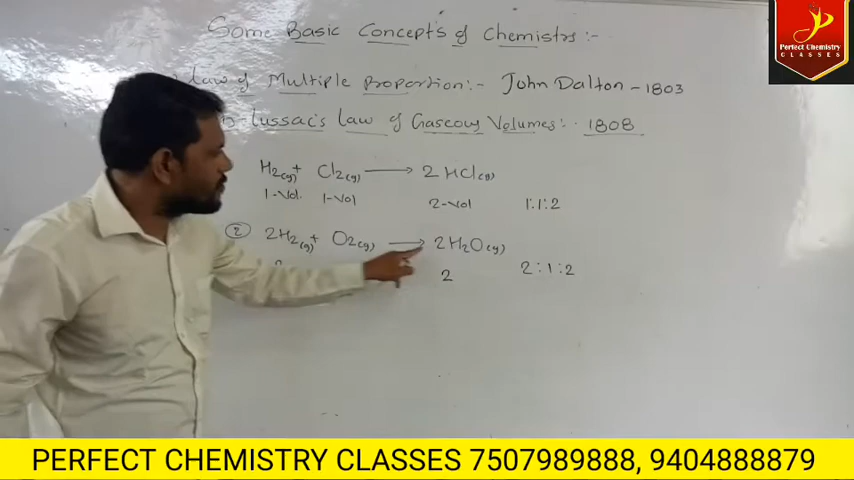 Some Basic Concepts of Chemistry :-
Law of Multiple Proportion :- John Dalton - 1803
Lussac's Law of Gaseous Volumes : 1808
H2(g) + Cl2(g) → 2HCl(g)
1-Vol. 1-Vol 2-Vol 1:1:2
② 2H2(g) + O2(g) → 2H2O(g)
2 2:1:2
Perfect Chemistry
CLASSES
PERFECT CHEMISTRY CLASSES 7507989888, 9404888879